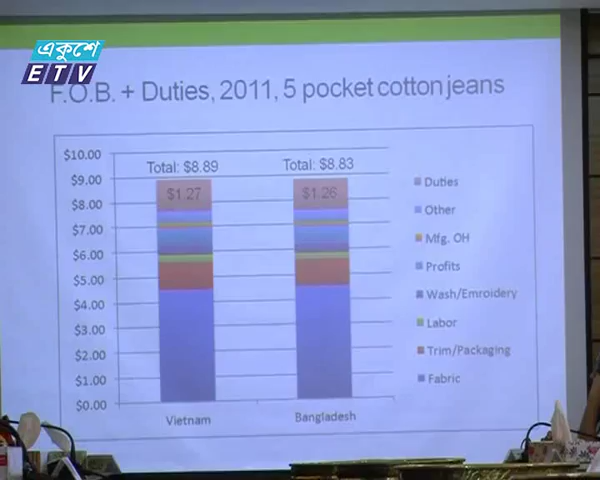 একুশে
ETV
F.O.B. + Duties, 2011, 5 pocket cotton jeans
$10.00
$9.00
$8.00
$7.00
$6.00
$5.00
$4.00
$3.00
$2.00
$1.00
$0.00
Total: $8.89
Total: $8.83
$1.27
$1.26
Vietnam
Bangladesh
Duties
Other
Mfg. OH
Profits
Wash/Emroidery
Labor
Trim/Packaging
Fabric